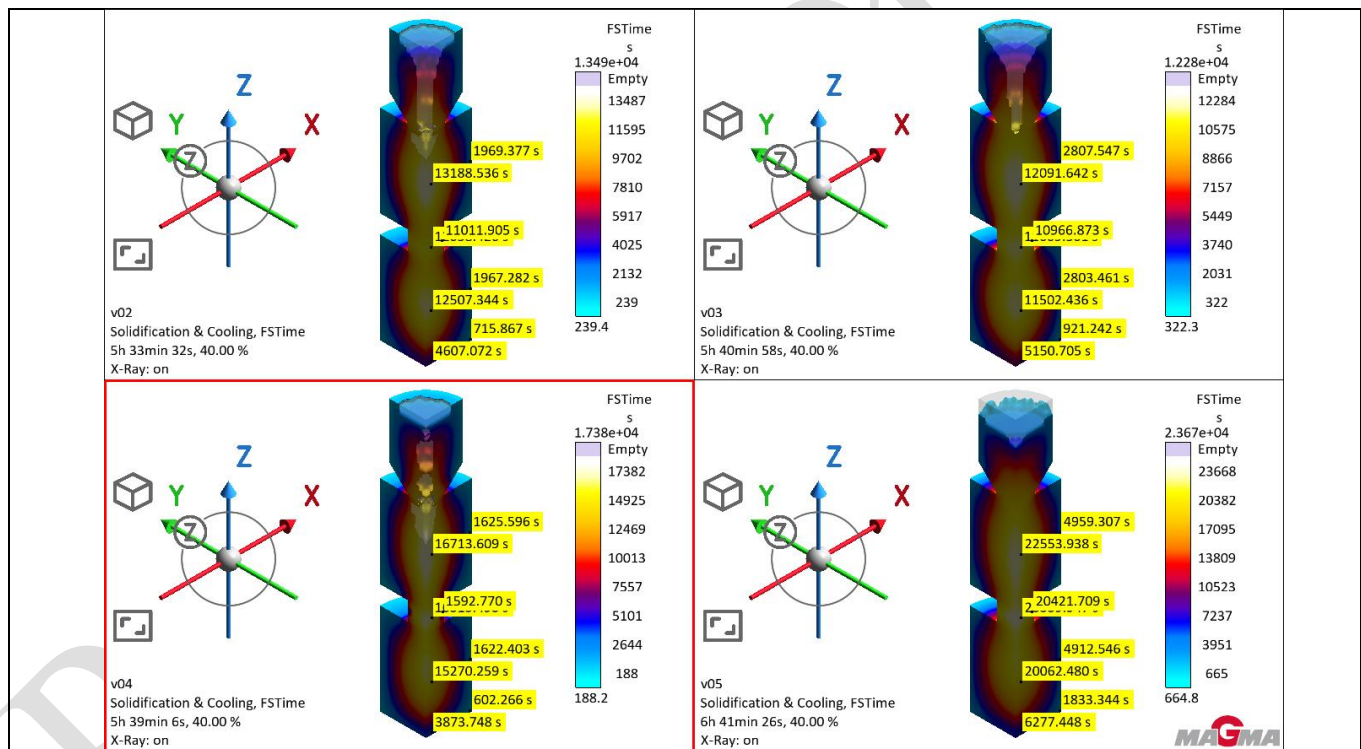 FSTime
s
1.349e+04
Empty
13487
11595
9702
7810
5917
4025
2132
239
239.4
Z
Y
X
Z
1969.377 s
13188.536 s
11011.905 s
1967.282 s
12507.344 s
715.867 s
4607.072 s
v02
Solidification & Cooling, FSTime
5h 33min 32s, 40.00 %
X-Ray: on
FSTime
s
1.228e+04
Empty
12284
10575
8866
7157
5449
3740
2031
322
322.3
Z
Y
X
Z
2807.547 s
12091.642 s
10966.873 s
2803.461 s
11502.436 s
921.242 s
5150.705 s
v03
Solidification & Cooling, FSTime
5h 40min 58s, 40.00 %
X-Ray: on
FSTime
s
1.738e+04
Empty
17382
14925
12469
10013
7557
5101
2644
188
188.2
Z
Y
X
Z
1625.596 s
16713.609 s
1592.770 s
1622.403 s
15270.259 s
602.266 s
3873.748 s
v04
Solidification & Cooling, FSTime
5h 39min 6s, 40.00 %
X-Ray: on
FSTime
s
2.367e+04
Empty
23668
20382
17095
13809
10523
7237
3951
665
664.8
Z
Y
X
Z
4959.307 s
22553.938 s
20421.709 s
4912.546 s
20062.480 s
1833.344 s
6277.448 s
v05
Solidification & Cooling, FSTime
6h 41min 26s, 40.00 %
X-Ray: on
MAGMA